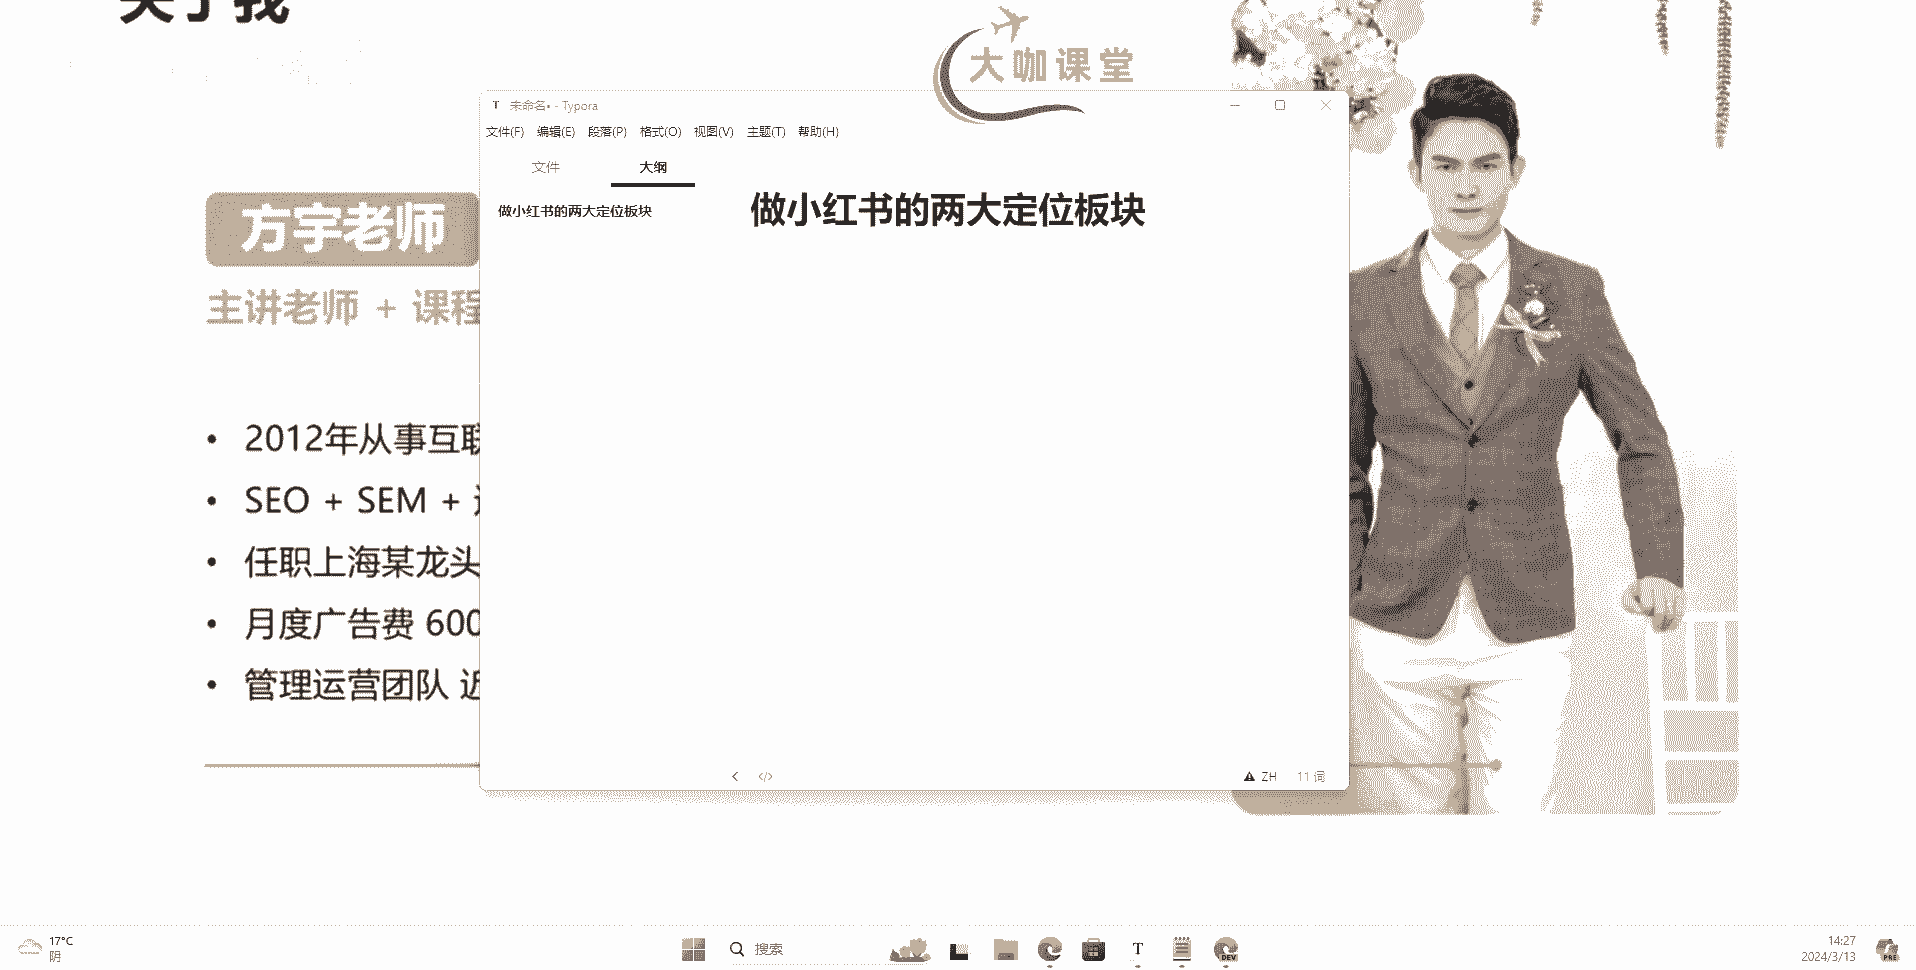 关于我
大咖课堂
T 未命名• - Typora
文件(F) 编辑(E) 段落(P) 格式(O) 视图(V) 主题(T) 帮助(H)
文件 大纲
做小红书的两大定位板块
做小红书的两大定位板块
方宇老师
主讲老师 + 课程
• 2012年从事互联
• SEO + SEM +
• 任职上海某龙头
• 月度广告费 600
• 管理运营团队 近
</> ZH 11 词
17°C
阴
搜索
T
DEV
14:27
2024/3/13
PRE